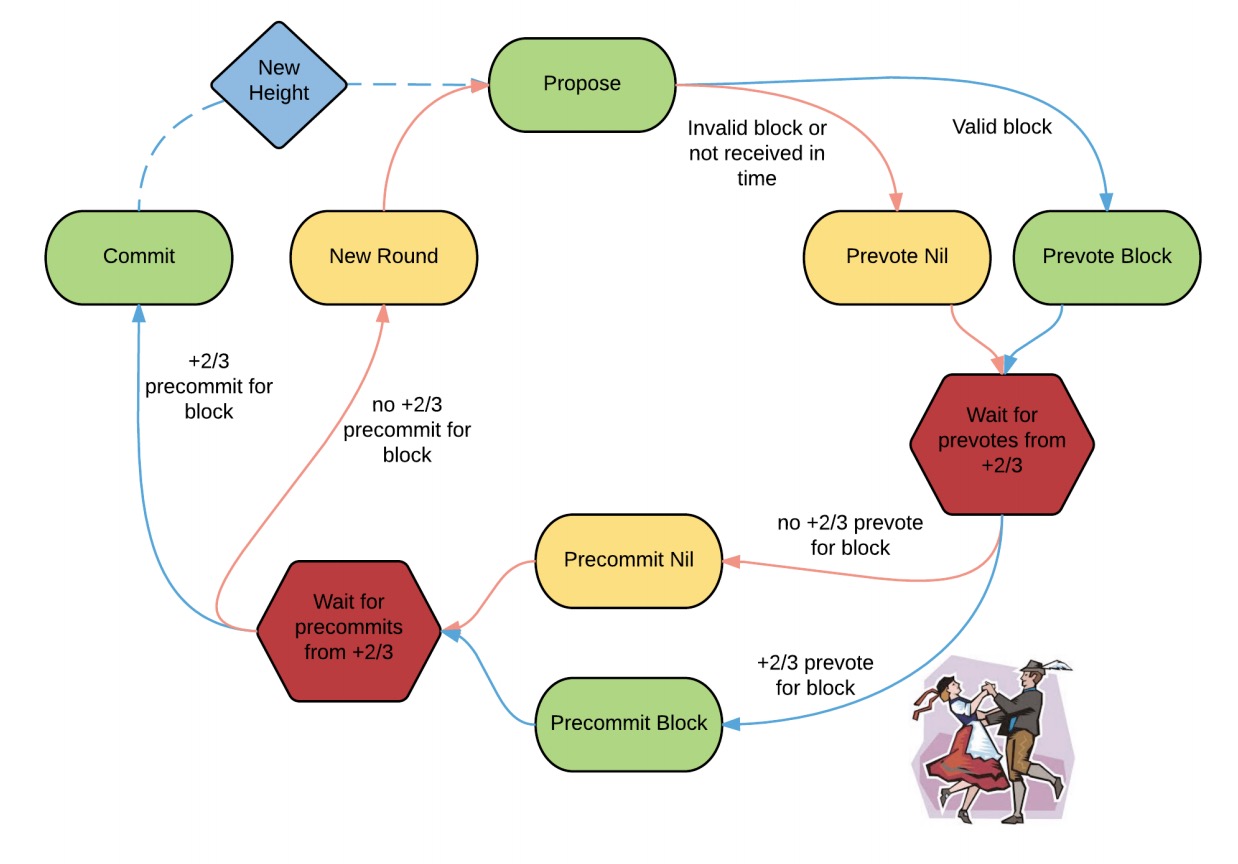 New
Height
Propose
Invalid block or
not received in
time
Valid block
Commit
New Round
Prevote Nil
Prevote Block
+2/3
precommit for
block
no +2/3
precommit for
block
Wait for
prevotes from
+2/3
no +2/3 prevote
for block
Precommit Nil
Wait for
precommits
from +2/3
+2/3 prevote
for block
Precommit Block